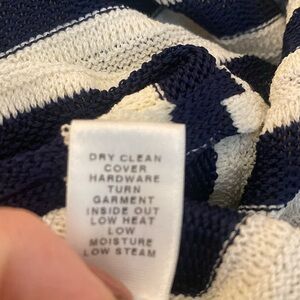 DRY CLEAN
COVER
HARDWARE
TURN
GARMENT
INSIDE OUT
LOW HEAT
LOW
MOISTURE
LOW STEAM